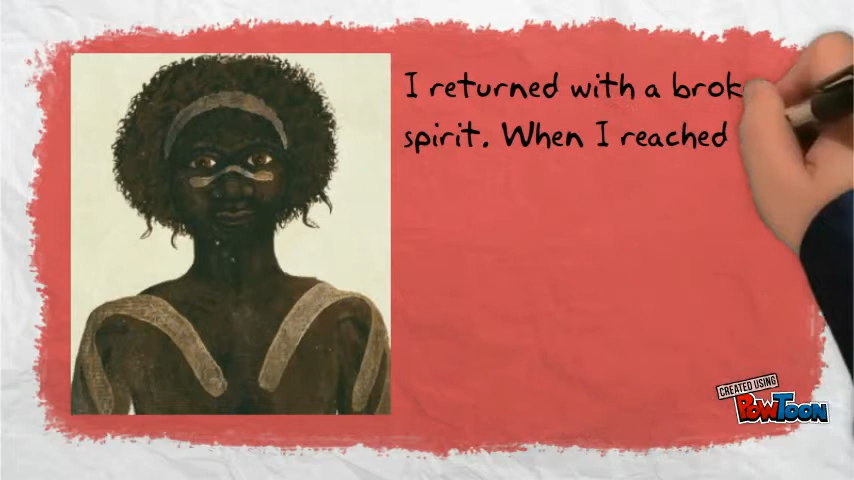 I returned with a brok
spirit. When I reached
CREATED USING
POWTOON